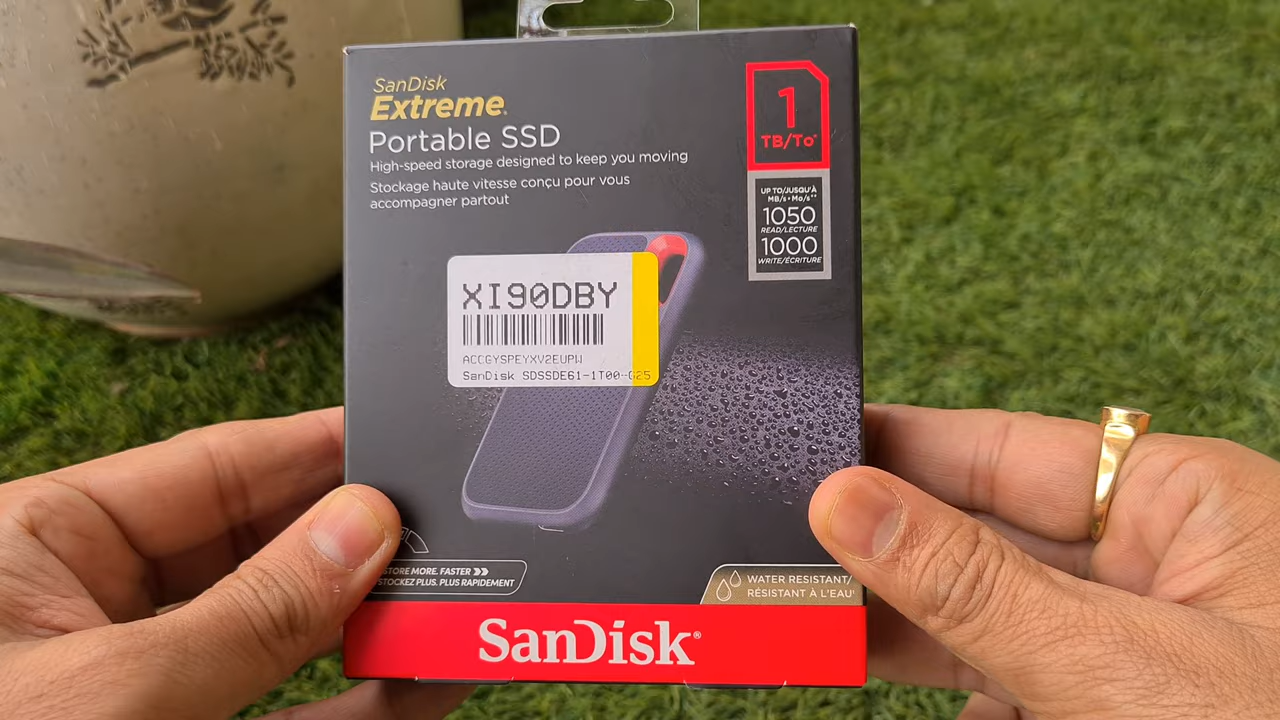 SanDisk
Extreme®
Portable SSD
High-speed storage designed to keep you moving
Stockage haute vitesse conçu pour vous
accompagner partout
1
TB/To*
UP TO/JUSQU'À
MB/s • Mo/s**
1050
READ/LECTURE
1000
WRITE/ÉCRITURE
XI90DBY
ACCGYSPEYXV2EUPW
SanDisk SDSSDE61-1T00-G25
STORE MORE. FASTER
STOCKEZ PLUS. PLUS RAPIDEMENT
WATER RESISTANT/
RÉSISTANT À L'EAU¹
SanDisk®